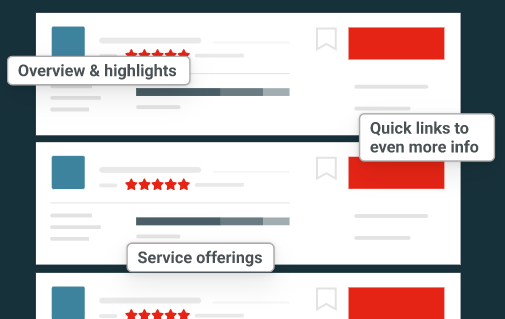 Overview & highlights
Quick links to
even more info
Service offerings